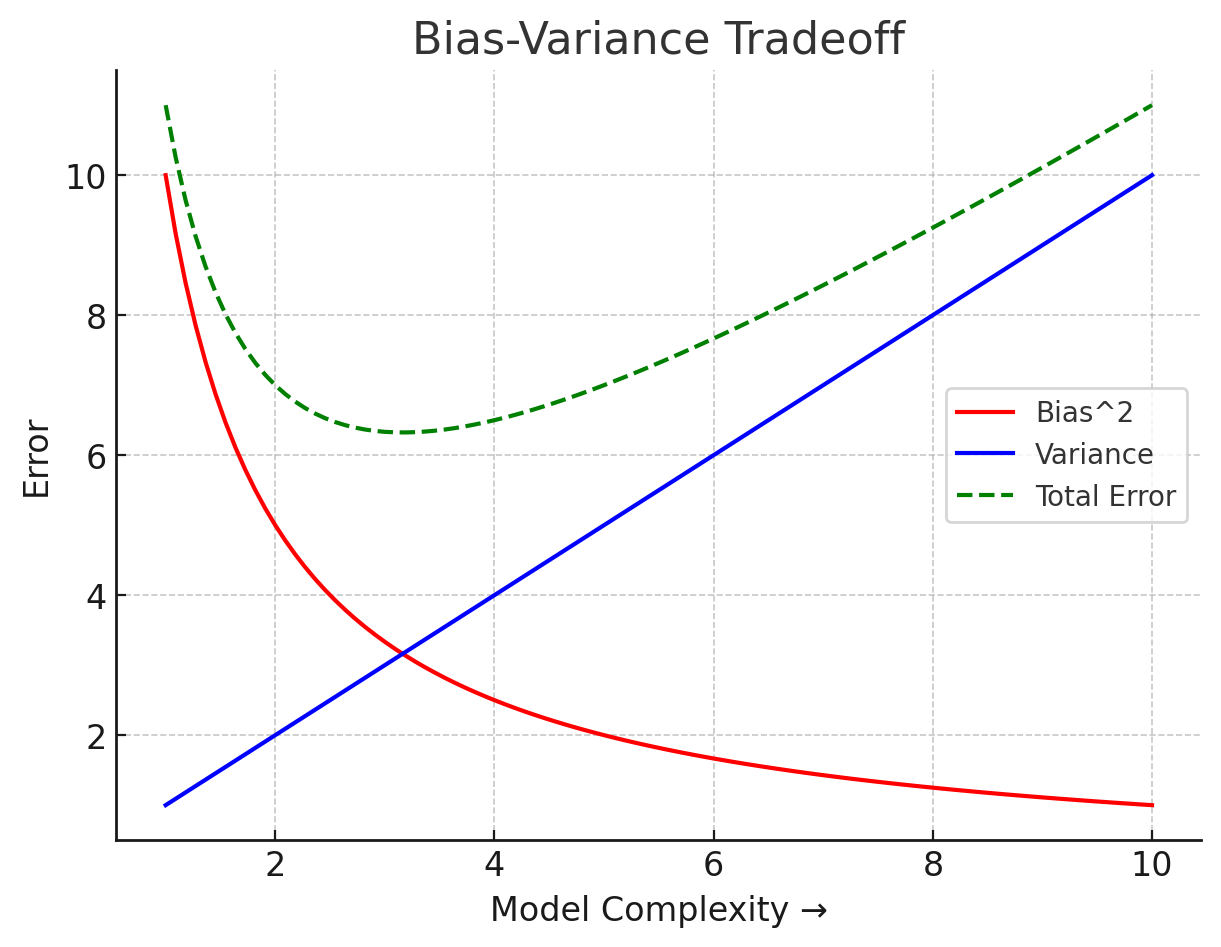 Bias-Variance Tradeoff
Error
10
8
6
4
2
Bias^2
Variance
Total Error
2
4
6
8
10
Model Complexity →